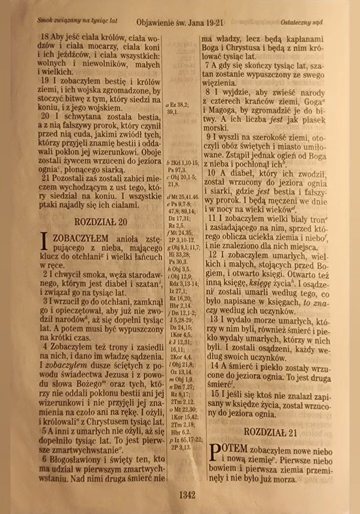 Smok związany na tysiąc lat
Objawienie św. Jana 19-21
Ostateczny sąd
18 Aby jeść ciała królów, ciała wo-
dzów i ciała mocarzy, ciała koni
i ich jeźdźców, i ciała wszystkich:
wolnych i niewolników, małych
i wielkich.
19 I zobaczyłem bestię i królów
ziemi, i ich wojska zgromadzone, by
stoczyć bitwę z tym, który siedzi na
koniu, i z jego wojskiem.
20 I schwytana została bestia,
a z nią fałszywy prorok, który czynił
przed nią cuda, jakimi zwiódł tych,
którzy przyjęli znamię bestii i odda-
wali pokłon jej wizerunkowi. Oboje
zostali żywcem wrzuceni do jeziora
ognia, płonącego siarką.
21 Pozostali zaś zostali zabici mie-
czem wychodzącym z ust tego, któ-
ry siedział na koniu. I wszystkie
ptaki najadły się ich ciałami.
ROZDZIAŁ 20
I ZOBACZYŁEM anioła zstę-
pującego z nieba, mającego
klucz do otchłani i wielki łańcuch
w ręce.
2 I chwycił smoka, węża starodaw-
nego, którym jest diabeł i szatan,
i związał go na tysiąc lat.
3 I wrzucił go do otchłani, zamknął
go i opieczętował, aby już nie zwo-
dził narodów, aż się dopełni tysiąc
lat. A potem musi być wypuszczony
na krótki czas.
4 Zobaczyłem też trony i zasiedli
na nich, i dano im władzę sądzenia.
I zobaczyłem dusze ściętych z po-
wodu świadectwa Jezusa i z powo-
du słowa Bożego oraz tych, któ-
rzy nie oddali pokłonu bestii ani jej
wizerunkowi i nie przyjęli jej zna-
mienia na czoło ani na rękę. I ożyli,
i królowali z Chrystusem tysiąc lat.
5 A inni z umarłych nie ożyli, aż się
dopełniło tysiąc lat. To jest pierw-
sze zmartwychwstanie.
6 Błogosławiony i święty ten, kto
ma udział w pierwszym zmartwych-
wstaniu. Nad nimi druga śmierć nie
ma władzy, lecz będą kapłanami
Boga i Chrystusa i będą z nim kró-
lować tysiąc lat.
7 A gdy się skończy tysiąc lat, sza-
tan zostanie wypuszczony ze swego
więzienia.
8 I wyjdzie, aby zwieść narody
z czterech krańców ziemi, Goga
i Magoga, by zgromadzić je do bi-
twy. A ich liczba jest jak piasek
morski.
9 I wyszli na szerokość ziemi, oto-
czyli obóz świętych i miasto umiło-
wane. Zstąpił jednak ogień od Boga
z nieba i pochłonął ich.
10 A diabeł, który ich zwodził,
został wrzucony do jeziora ognia
i siarki, gdzie jest bestia i fałszy-
wy prorok. I będą męczeni we dnie
i w nocy na wieki wieków.
11 I zobaczyłem wielki biały tron
i zasiadającego na nim, sprzed któ-
rego oblicza uciekła ziemia i niebo,
i nie znaleziono dla nich miejsca.
12 I zobaczyłem umarłych, wiel-
kich i małych, stojących przed Bo-
giem, i otwarto księgi. Otwarto też
inną księgę, księgę życia. I osądze-
ni zostali umarli według tego, co
było napisane w księgach, to zna-
czy według ich uczynków.
13 I wydało morze umarłych, któ-
rzy w nim byli, również śmierć i pie-
kło wydały umarłych, którzy w nich
byli. I zostali osądzeni, każdy we-
dług swoich uczynków.
14 A śmierć i piekło zostały wrzu-
cone do jeziora ognia. To jest druga
śmierć.
15 I jeśli się ktoś nie znalazł zapi-
sany w księdze życia, został wrzuco-
ny do jeziora ognia.
ROZDZIAŁ 21
POTEM zobaczyłem nowe niebo
i nową ziemię. Pierwsze niebo
bowiem i pierwsza ziemia przemi-
nęły i nie było już morza.
1342